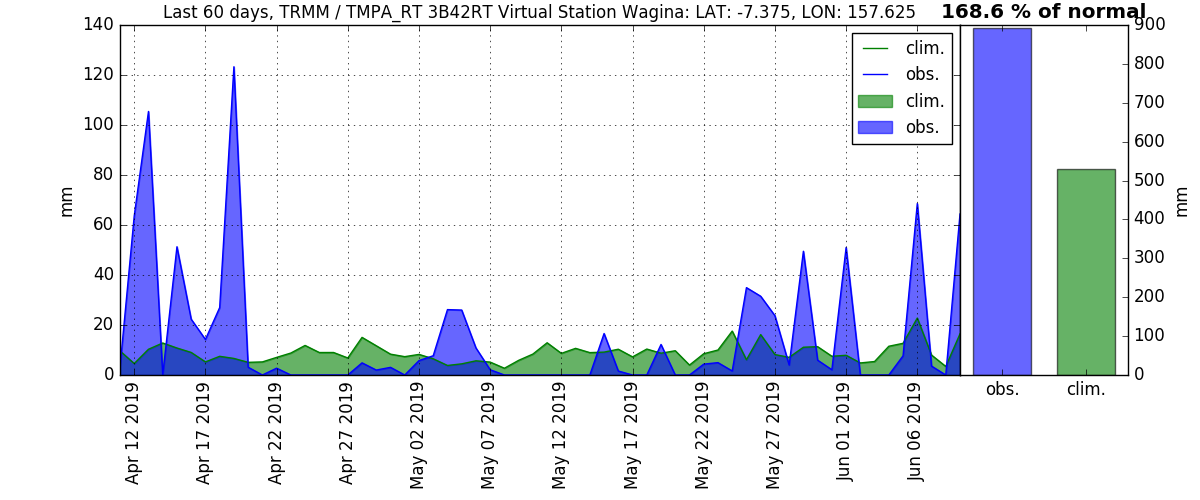 Last 60 days, TRMM / TMPA_RT 3B42RT Virtual Station Wagina: LAT: -7.375, LON: 157.625
168.6 % of normal
140
120
100
80
60
40
20
0
mm
clim.
obs.
clim.
obs.
900
800
700
600
500
400
300
200
100
0
mm
obs.
clim.
Apr 12 2019
Apr 17 2019
Apr 22 2019
Apr 27 2019
May 02 2019
May 07 2019
May 12 2019
May 17 2019
May 22 2019
May 27 2019
Jun 01 2019
Jun 06 2019